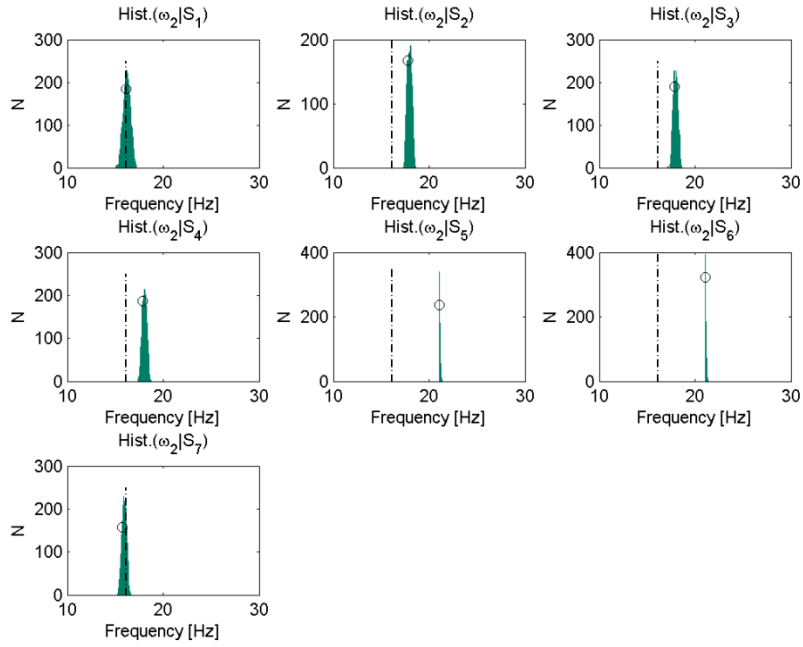 Hist.(ω₂|S₁)
300
200
100
0
N
10 20 30
Frequency [Hz]
Hist.(ω₂|S₂)
200
100
0
N
10 20 30
Frequency [Hz]
Hist.(ω₂|S₃)
300
200
100
0
N
10 20 30
Frequency [Hz]
Hist.(ω₂|S₄)
300
200
100
0
N
10 20 30
Frequency [Hz]
Hist.(ω₂|S₅)
400
200
0
N
10 20 30
Frequency [Hz]
Hist.(ω₂|S₆)
400
200
0
N
10 20 30
Frequency [Hz]
Hist.(ω₂|S₇)
300
200
100
0
N
10 20 30
Frequency [Hz]